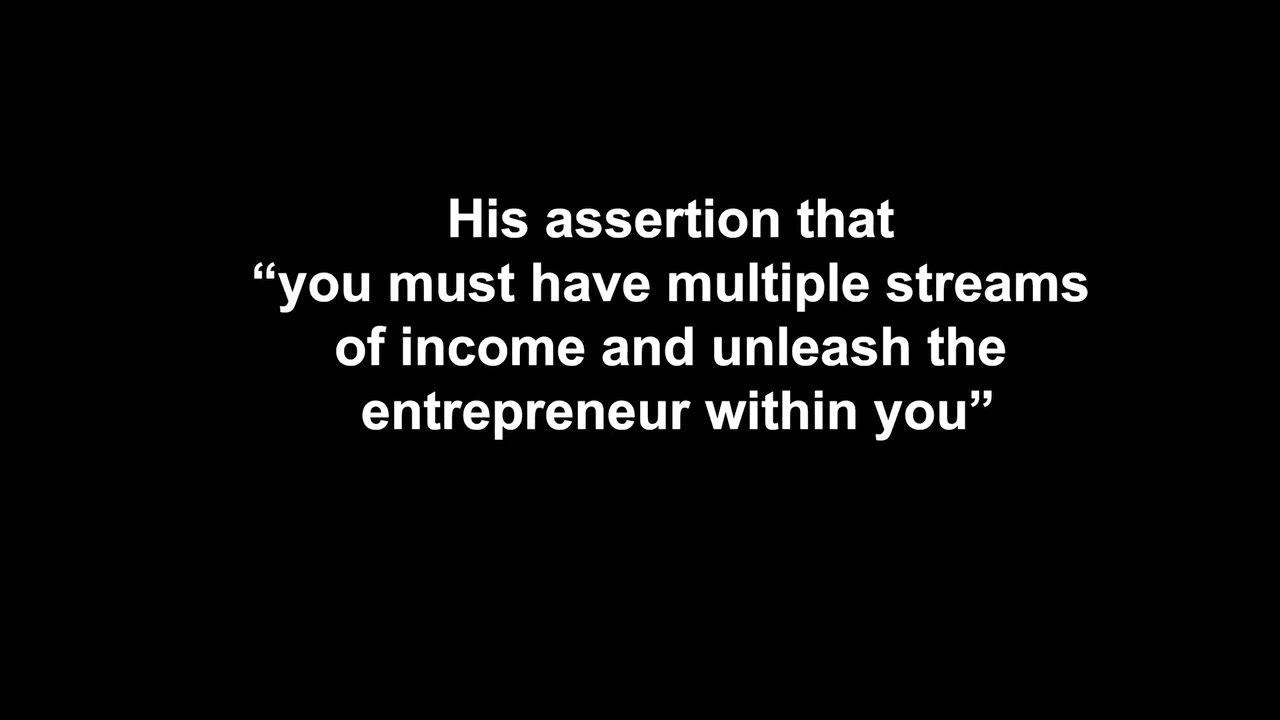 His assertion that
“you must have multiple streams
of income and unleash the
entrepreneur within you”